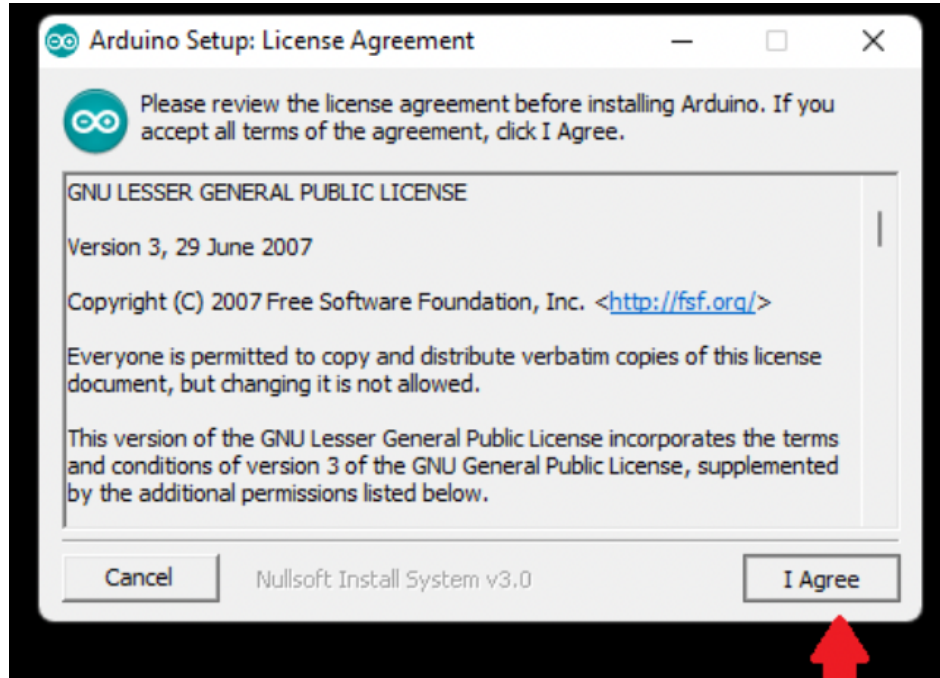 Arduino Setup: License Agreement
Please review the license agreement before installing Arduino. If you
accept all terms of the agreement, click I Agree.
GNU LESSER GENERAL PUBLIC LICENSE
Version 3, 29 June 2007
Copyright (C) 2007 Free Software Foundation, Inc. <http://fsf.org/>
Everyone is permitted to copy and distribute verbatim copies of this license
document, but changing it is not allowed.
This version of the GNU Lesser General Public License incorporates the terms
and conditions of version 3 of the GNU General Public License, supplemented
by the additional permissions listed below.
Cancel
Nullsoft Install System v3.0
I Agree